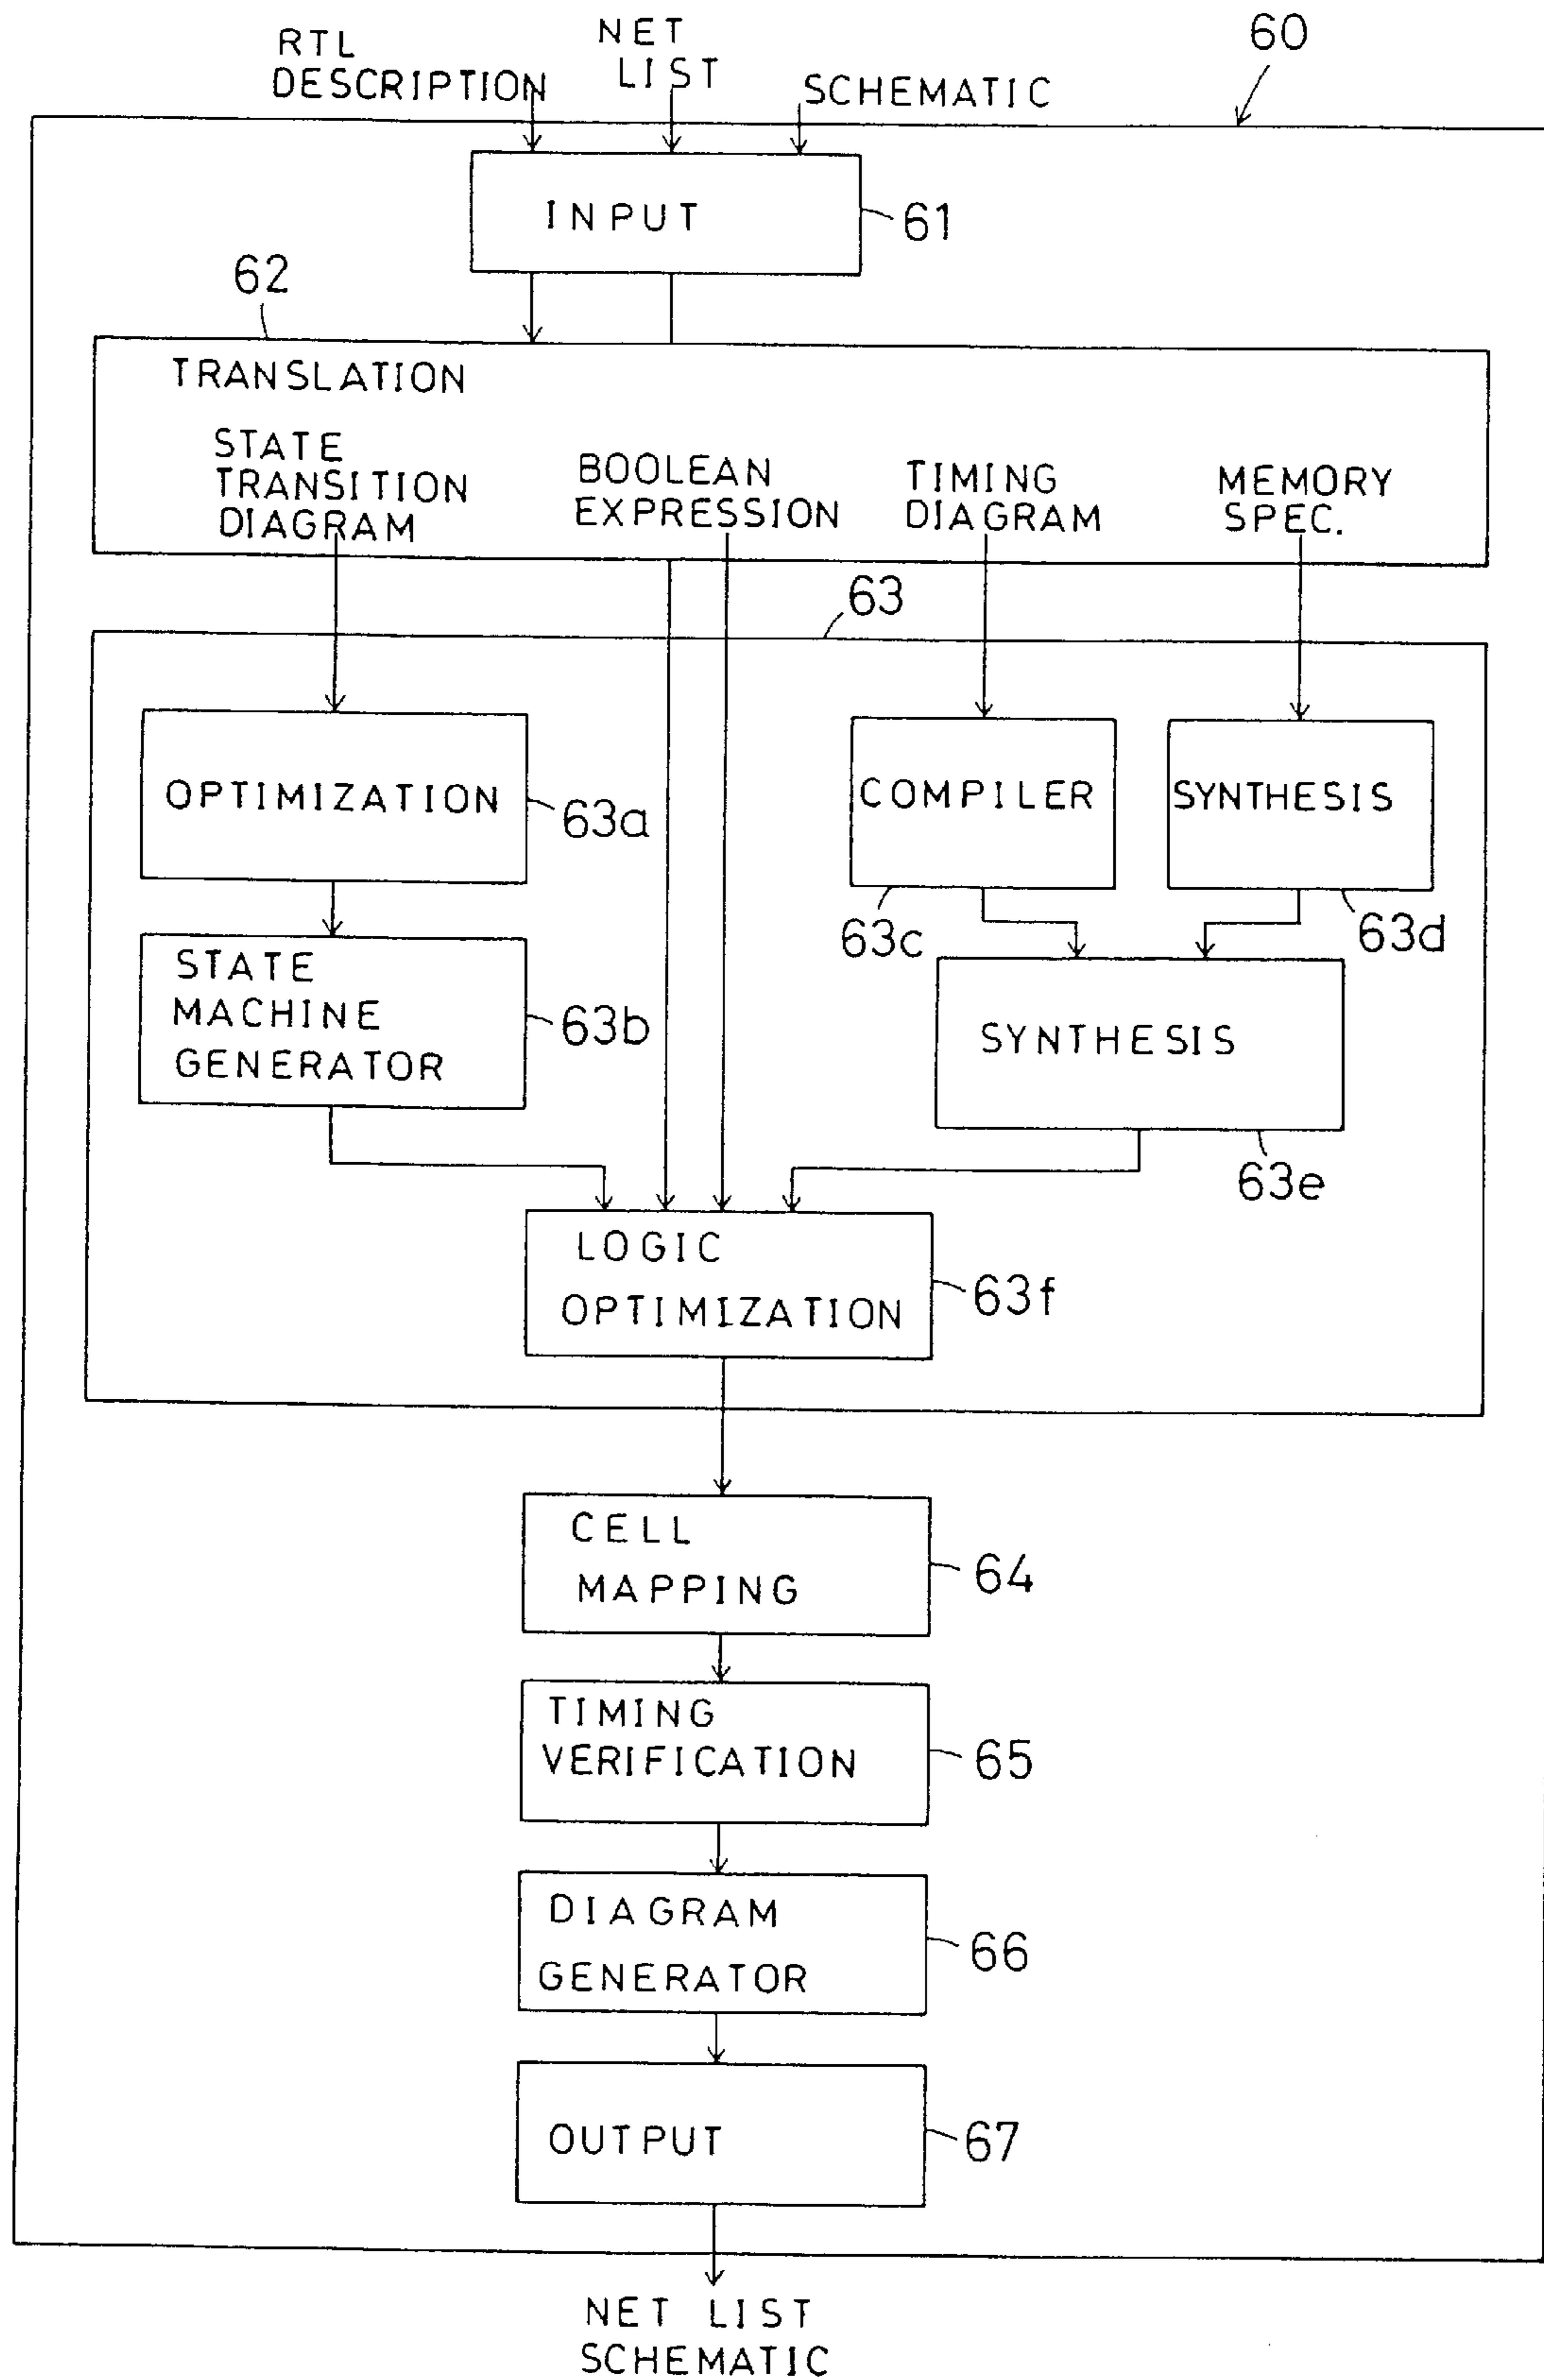 RTL
DESCRIPTION
NET
LIST
SCHEMATIC
60
INPUT
61
62
TRANSLATION
STATE
TRANSITION
DIAGRAM
BOOLEAN
EXPRESSION
TIMING
DIAGRAM
MEMORY
SPEC.
63
OPTIMIZATION
63a
COMPILER
63c
SYNTHESIS
63d
STATE
MACHINE
GENERATOR
63b
SYNTHESIS
63e
LOGIC
OPTIMIZATION
63f
CELL
MAPPING
64
TIMING
VERIFICATION
65
DIAGRAM
GENERATOR
66
OUTPUT
67
NET LIST
SCHEMATIC